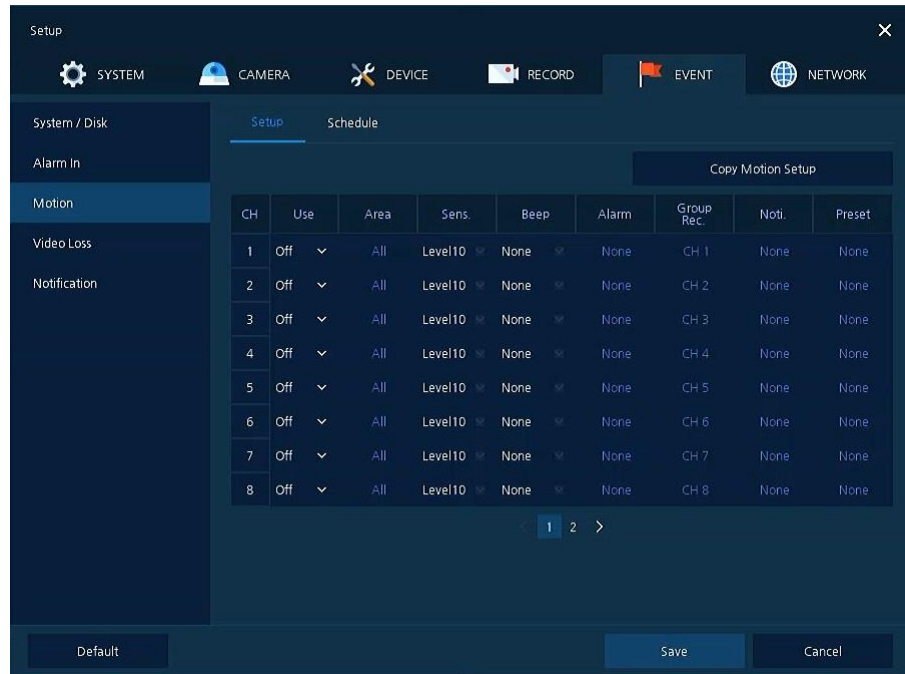 Setup
SYSTEM CAMERA DEVICE RECORD EVENT NETWORK
System / Disk
Alarm In
Motion
Video Loss
Notification
Setup Schedule
Copy Motion Setup
CH Use Area Sens. Beep Alarm Group Rec. Noti. Preset
1 Off All Level10 None None CH 1 None None
2 Off All Level10 None None CH 2 None None
3 Off All Level10 None None CH 3 None None
4 Off All Level10 None None CH 4 None None
5 Off All Level10 None None CH 5 None None
6 Off All Level10 None None CH 6 None None
7 Off All Level10 None None CH 7 None None
8 Off All Level10 None None CH 8 None None
1 2
Default Save Cancel